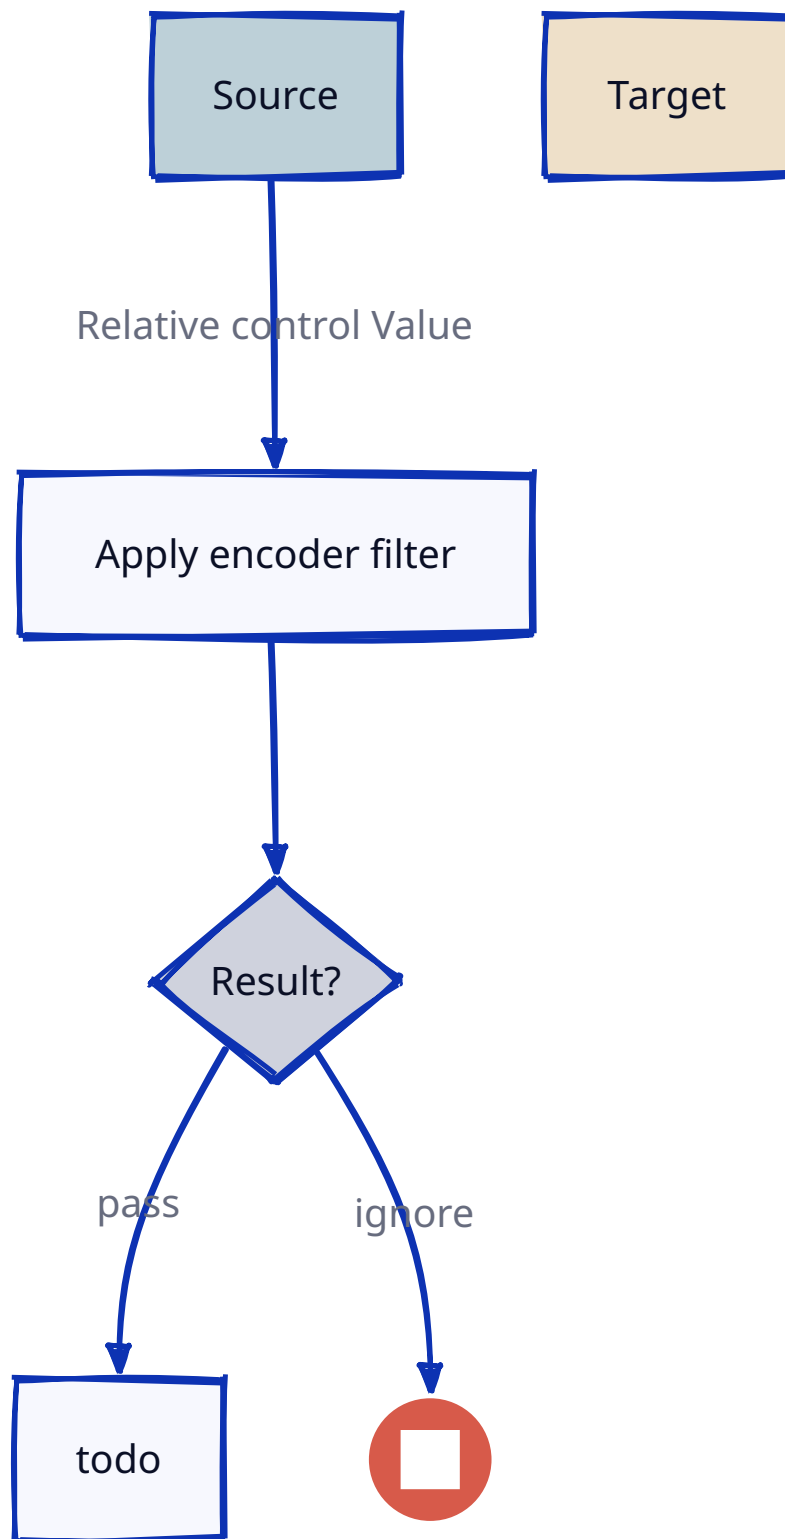 Source
Target
Relative control Value
Apply encoder filter
Result?
pass
ignore
todo